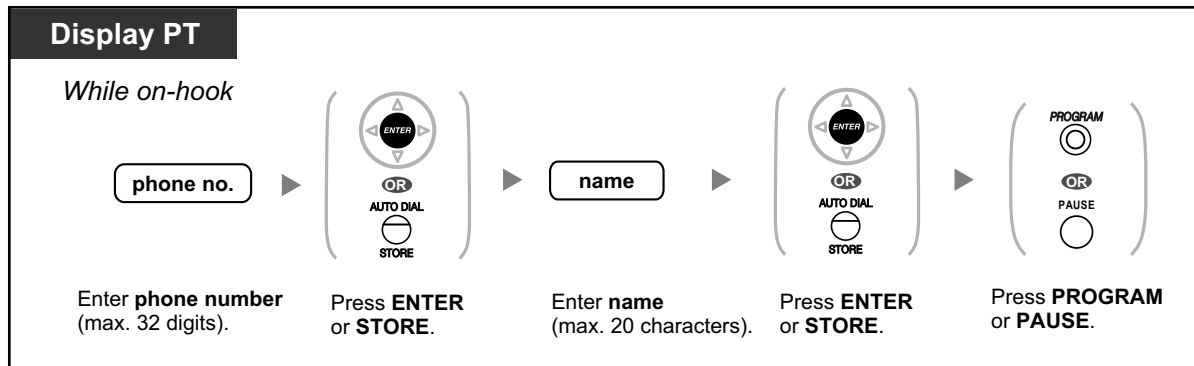 Display PT
While on-hook
phone no.
ENTER
OR
AUTO DIAL
STORE
name
ENTER
OR
AUTO DIAL
STORE
PROGRAM
OR
PAUSE
Enter phone number
(max. 32 digits).
Press ENTER
or STORE.
Enter name
(max. 20 characters).
Press ENTER
or STORE.
Press PROGRAM
or PAUSE.